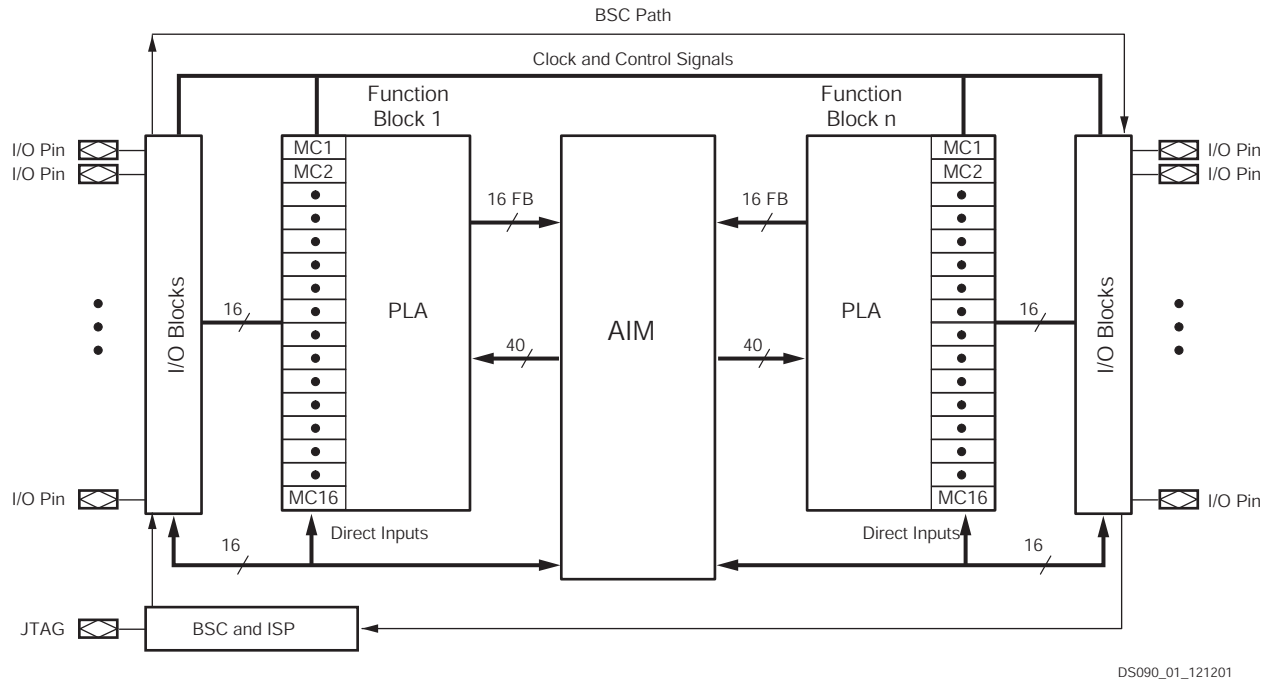 BSC Path
Clock and Control Signals
Function
Block 1
Function
Block n
I/O Pin
I/O Pin
I/O Pin
I/O Blocks
16
MC1
MC2
MC16
PLA
16 FB
40
AIM
16 FB
40
PLA
MC1
MC2
MC16
16
I/O Blocks
I/O Pin
I/O Pin
I/O Pin
Direct Inputs
16
Direct Inputs
16
JTAG
BSC and ISP
DS090_01_121201